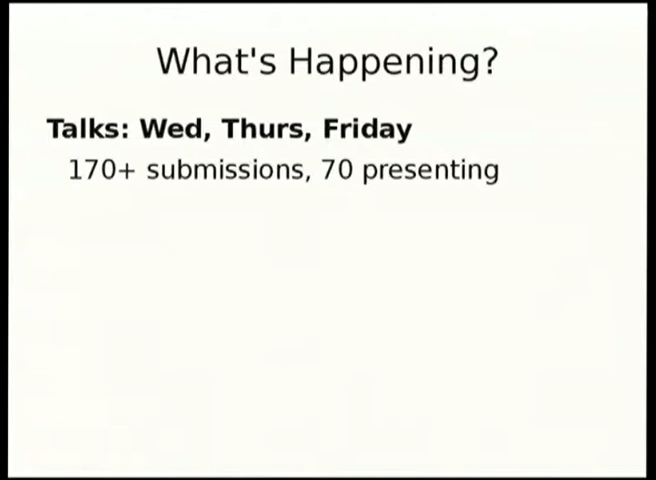 What's Happening?
Talks: Wed, Thurs, Friday
170+ submissions, 70 presenting